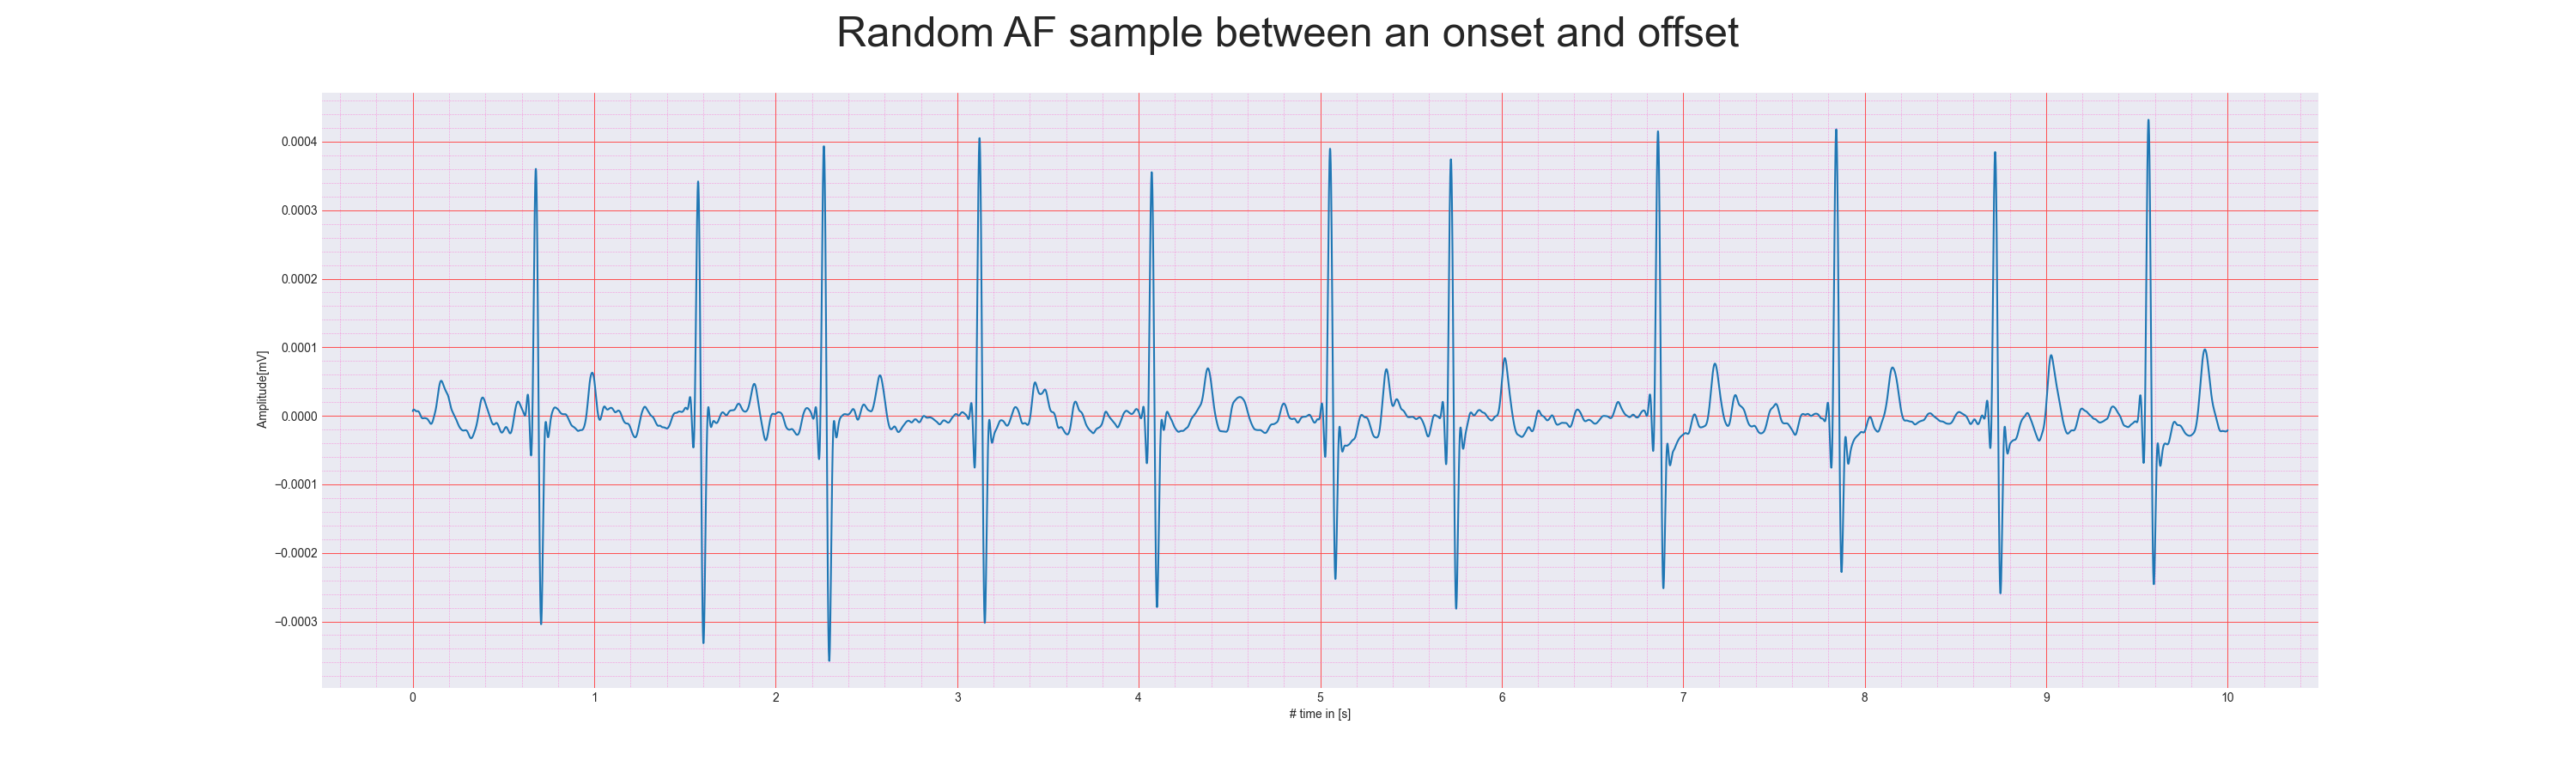 Random AF sample between an onset and offset
0.0004
0.0003
0.0002
0.0001
0.0000
−0.0001
−0.0002
−0.0003
Amplitude[mV]
0 1 2 3 4 5 6 7 8 9 10
# time in [s]